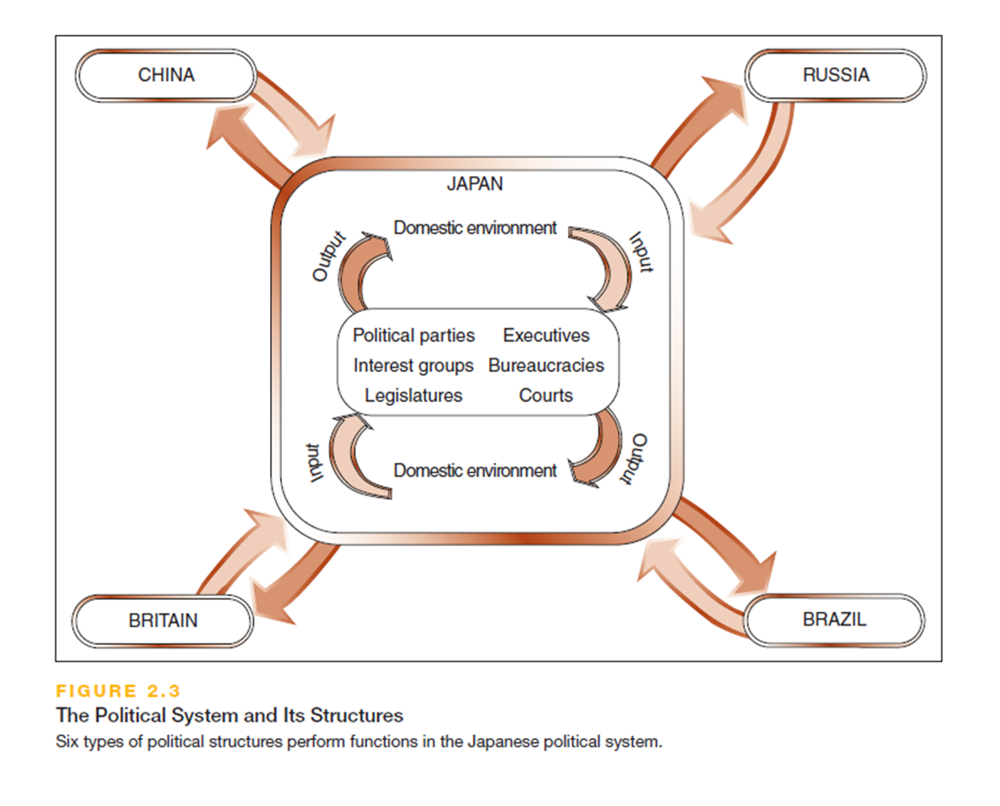 CHINA
RUSSIA
JAPAN
Domestic environment
Output
Input
Political parties Executives
Interest groups Bureaucracies
Legislatures Courts
Input
Output
Domestic environment
BRITAIN
BRAZIL
FIGURE 2.3
The Political System and Its Structures
Six types of political structures perform functions in the Japanese political system.